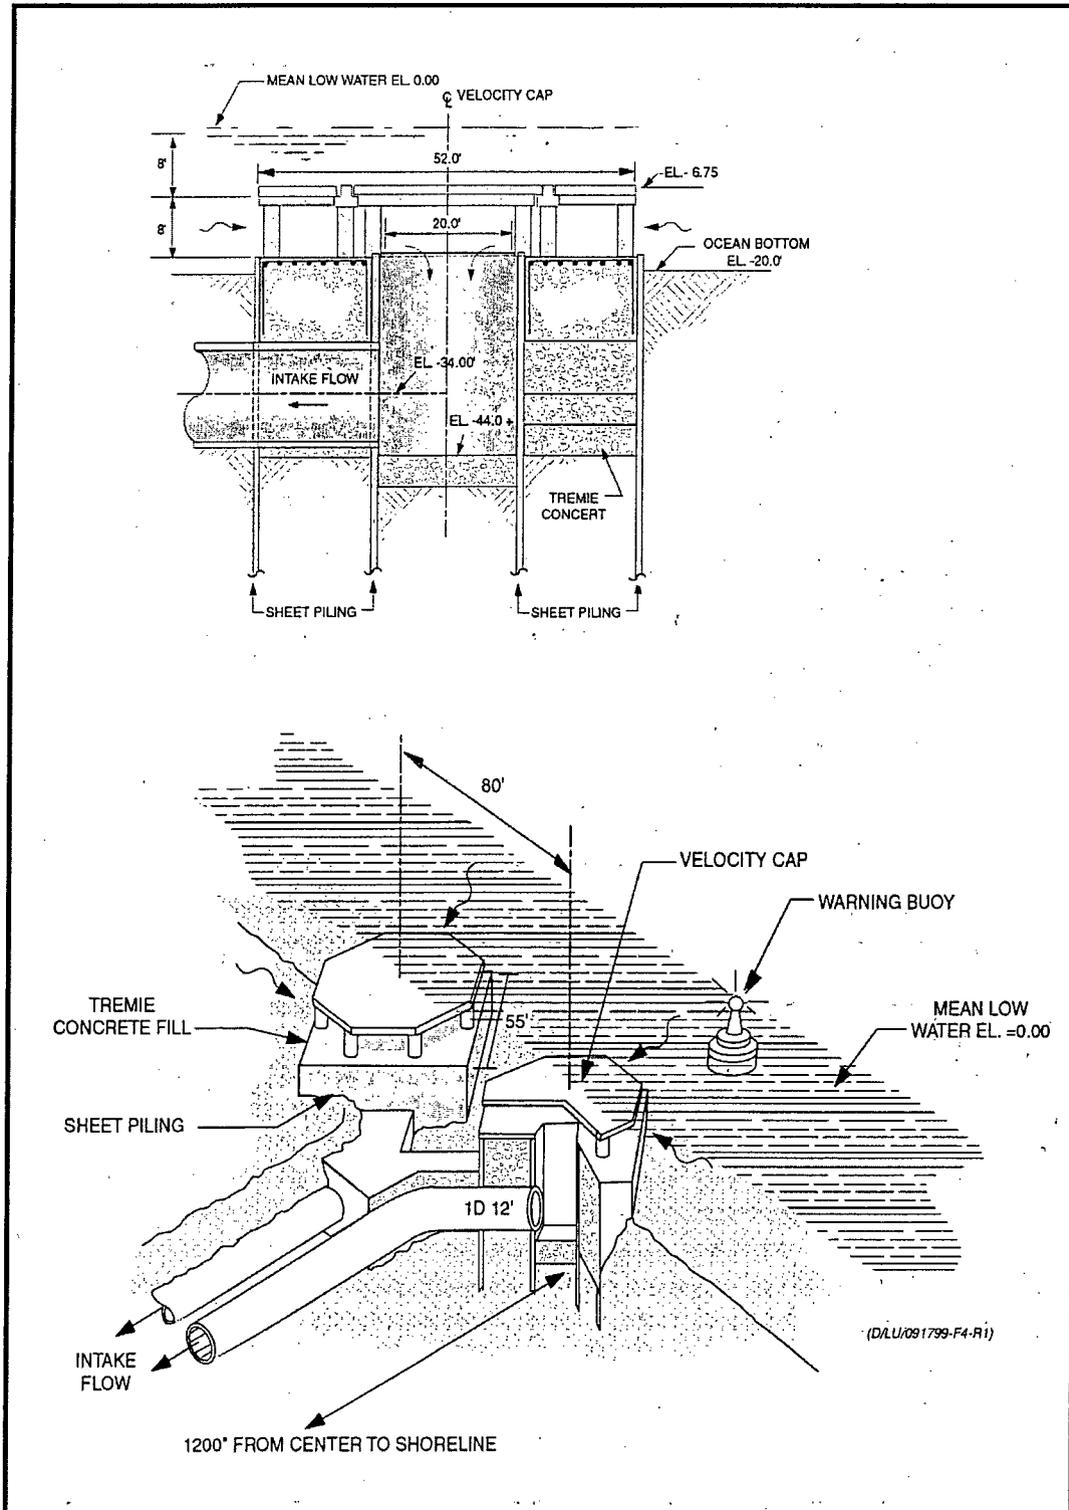 MEAN LOW WATER EL. 0.00
℄ VELOCITY CAP
8'
52.0'
EL.- 6.75
8'
20.0'
OCEAN BOTTOM
EL. -20.0'
EL. -34.00'
INTAKE FLOW
EL. -44.0 +
TREMIE
CONCERT
SHEET PILING
SHEET PILING
80'
VELOCITY CAP
WARNING BUOY
TREMIE
CONCRETE FILL
55'
MEAN LOW
WATER EL. =0.00
SHEET PILING
1D 12'
(D/LU/091799-F4-R1)
INTAKE
FLOW
1200" FROM CENTER TO SHORELINE